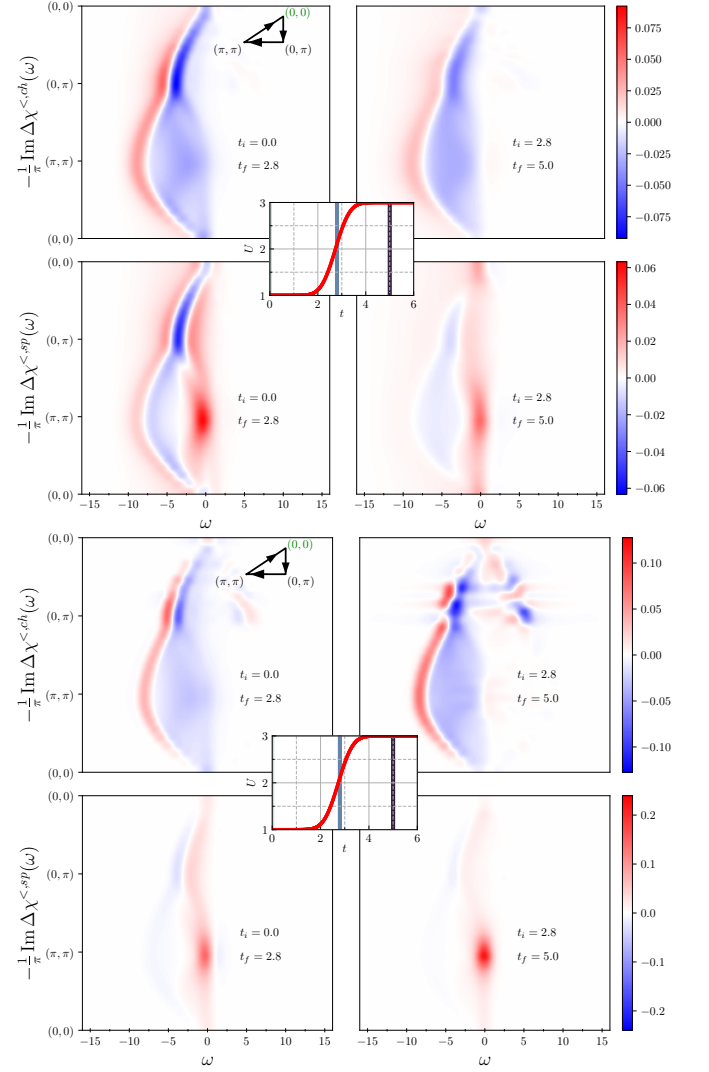 (0, 0)
(0, π)
(π, π)
(0, 0)
−1/π Im Δχ^{<,ch}(ω)
(0, 0)
(π, π)
(0, π)
t_i = 0.0
t_f = 2.8
t_i = 2.8
t_f = 5.0
0.075
0.050
0.025
0.000
−0.025
−0.050
−0.075
3
2
1
U
0 2 4 6
t
(0, 0)
(0, π)
(π, π)
(0, 0)
−1/π Im Δχ^{<,sp}(ω)
t_i = 0.0
t_f = 2.8
t_i = 2.8
t_f = 5.0
0.06
0.04
0.02
0.00
−0.02
−0.04
−0.06
−15 −10 −5 0 5 10 15
−15 −10 −5 0 5 10 15
ω
ω
(0, 0)
(0, π)
(π, π)
(0, 0)
−1/π Im Δχ^{<,ch}(ω)
(0, 0)
(π, π)
(0, π)
t_i = 0.0
t_f = 2.8
t_i = 2.8
t_f = 5.0
0.10
0.05
0.00
−0.05
−0.10
3
2
1
U
0 2 4 6
t
(0, 0)
(0, π)
(π, π)
(0, 0)
−1/π Im Δχ^{<,sp}(ω)
t_i = 0.0
t_f = 2.8
t_i = 2.8
t_f = 5.0
0.2
0.1
0.0
−0.1
−0.2
−15 −10 −5 0 5 10 15
−15 −10 −5 0 5 10 15
ω
ω